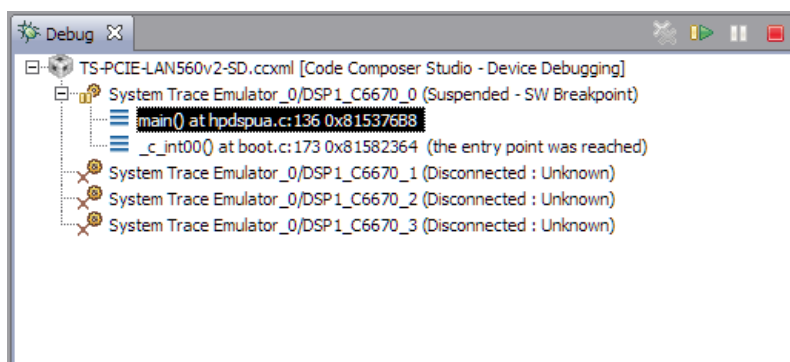 Debug
TS-PCIE-LAN560v2-SD.ccxml [Code Composer Studio - Device Debugging]
System Trace Emulator_0/DSP1_C6670_0 (Suspended - SW Breakpoint)
main() at hpdspua.c:136 0x815376B8
_c_int00() at boot.c:173 0x81582364 (the entry point was reached)
System Trace Emulator_0/DSP1_C6670_1 (Disconnected : Unknown)
System Trace Emulator_0/DSP1_C6670_2 (Disconnected : Unknown)
System Trace Emulator_0/DSP1_C6670_3 (Disconnected : Unknown)